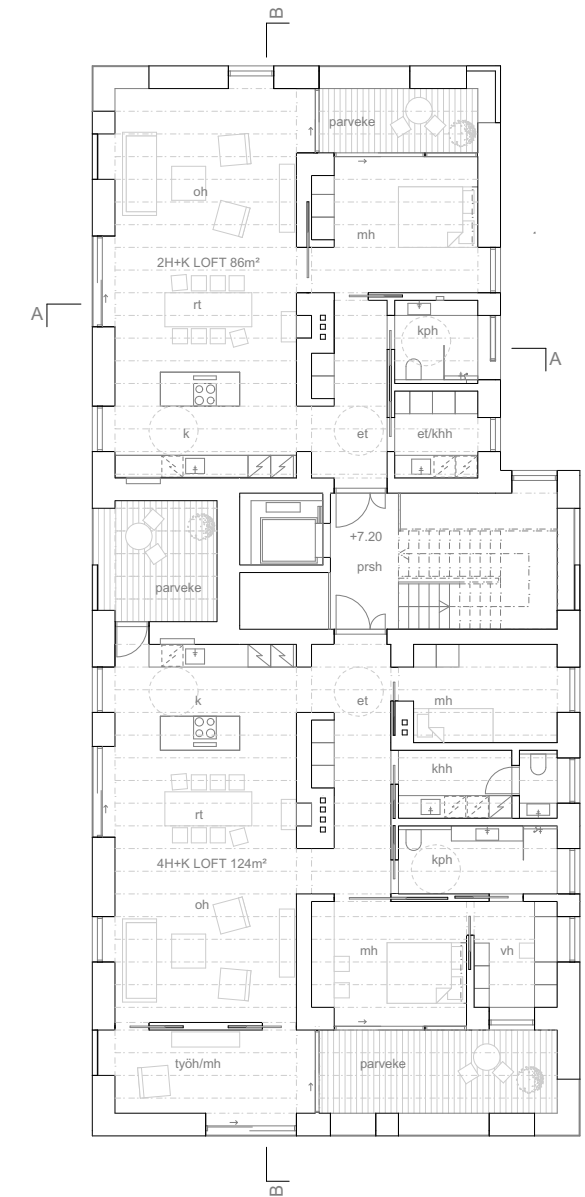 B
parveke
oh
mh
2H+K LOFT 86m²
rt
A
kph
A
k
et
et/khh
+7.20
prsh
parveke
k
et
mh
khh
rt
4H+K LOFT 124m²
kph
oh
mh
vh
työh/mh
parveke
B